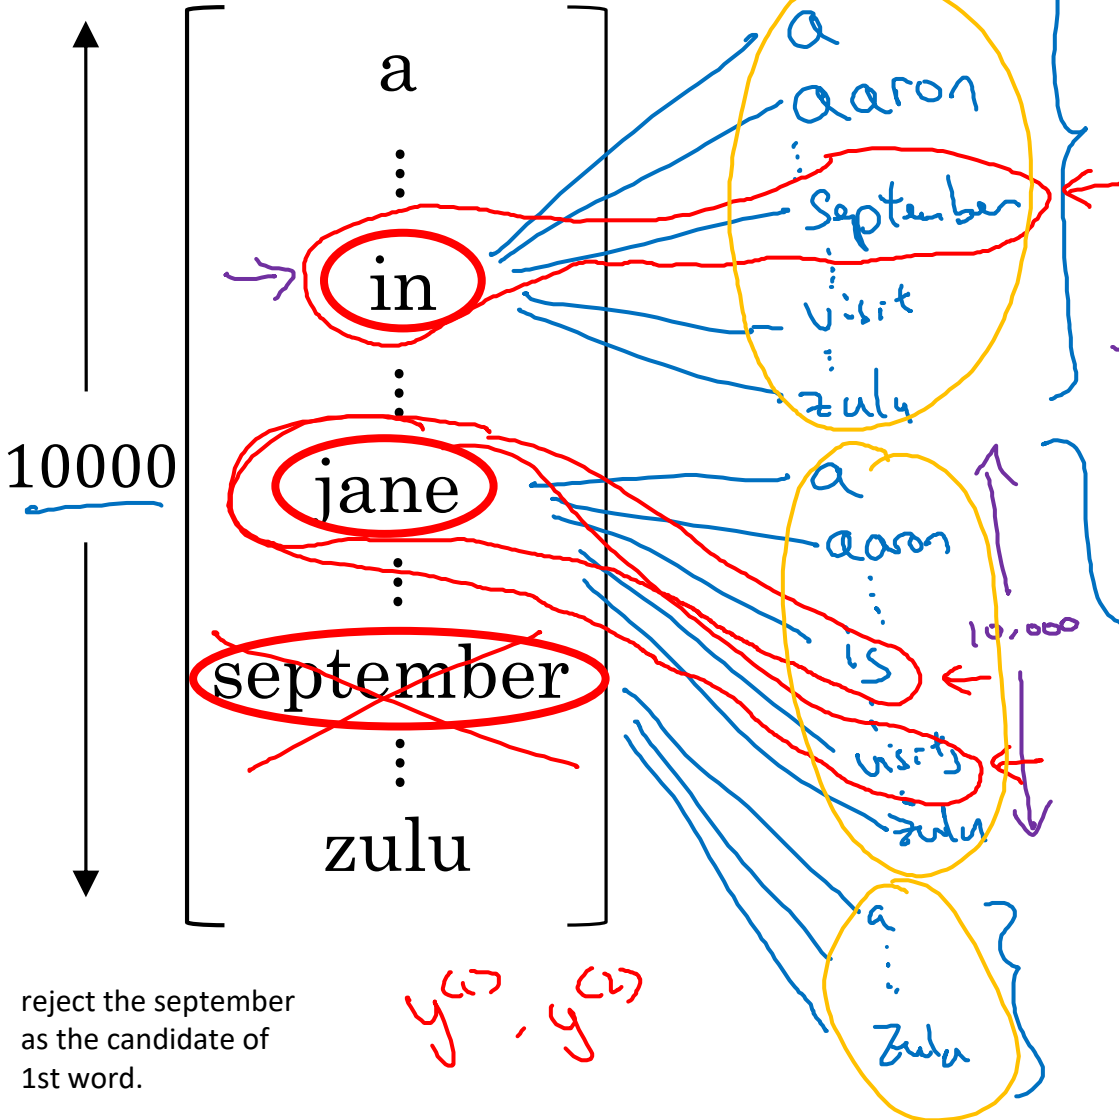 a
in
jane
september
zulu
10000
a
aaron
September
visit
zulu
a
aaron
is
visits
zulu
10,000
a
zulu
y<1>, y<2>
reject the september
as the candidate of
1st word.